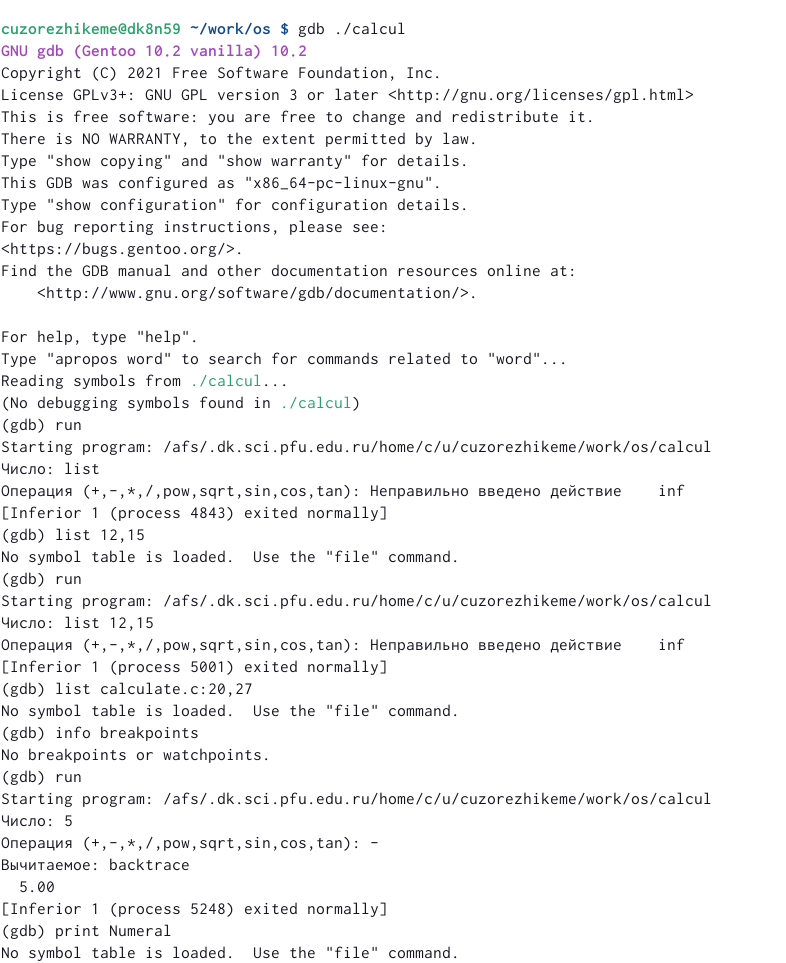 cuzorezhikeme@dk8n59 ~/work/os $ gdb ./calcul
GNU gdb (Gentoo 10.2 vanilla) 10.2
Copyright (C) 2021 Free Software Foundation, Inc.
License GPLv3+: GNU GPL version 3 or later <http://gnu.org/licenses/gpl.html>
This is free software: you are free to change and redistribute it.
There is NO WARRANTY, to the extent permitted by law.
Type "show copying" and "show warranty" for details.
This GDB was configured as "x86_64-pc-linux-gnu".
Type "show configuration" for configuration details.
For bug reporting instructions, please see:
<https://bugs.gentoo.org/>.
Find the GDB manual and other documentation resources online at:
    <http://www.gnu.org/software/gdb/documentation/>.

For help, type "help".
Type "apropos word" to search for commands related to "word"...
Reading symbols from ./calcul...
(No debugging symbols found in ./calcul)
(gdb) run
Starting program: /afs/.dk.sci.pfu.edu.ru/home/c/u/cuzorezhikeme/work/os/calcul
Число: list
Операция (+,-,*,/,pow,sqrt,sin,cos,tan): Неправильно введено действие    inf
[Inferior 1 (process 4843) exited normally]
(gdb) list 12,15
No symbol table is loaded.  Use the "file" command.
(gdb) run
Starting program: /afs/.dk.sci.pfu.edu.ru/home/c/u/cuzorezhikeme/work/os/calcul
Число: list 12,15
Операция (+,-,*,/,pow,sqrt,sin,cos,tan): Неправильно введено действие    inf
[Inferior 1 (process 5001) exited normally]
(gdb) list calculate.c:20,27
No symbol table is loaded.  Use the "file" command.
(gdb) info breakpoints
No breakpoints or watchpoints.
(gdb) run
Starting program: /afs/.dk.sci.pfu.edu.ru/home/c/u/cuzorezhikeme/work/os/calcul
Число: 5
Операция (+,-,*,/,pow,sqrt,sin,cos,tan): -
Вычитаемое: backtrace
  5.00
[Inferior 1 (process 5248) exited normally]
(gdb) print Numeral
No symbol table is loaded.  Use the "file" command.